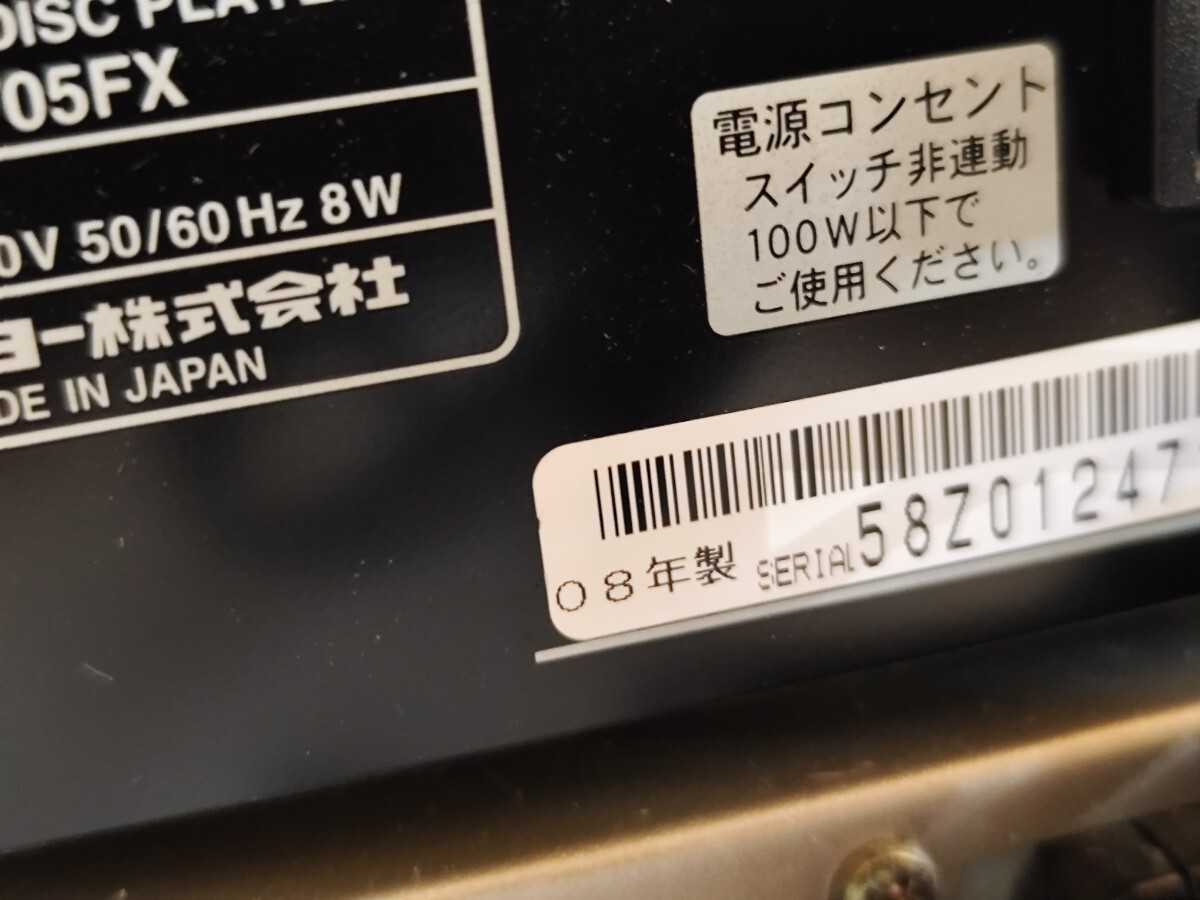 DISC PLAYE
05FX
0V 50/60Hz 8W
ヨー株式会社
DE IN JAPAN
電源コンセント
スイッチ非連動
100W以下で
ご使用ください。
08年製 SERIAL 58Z01247